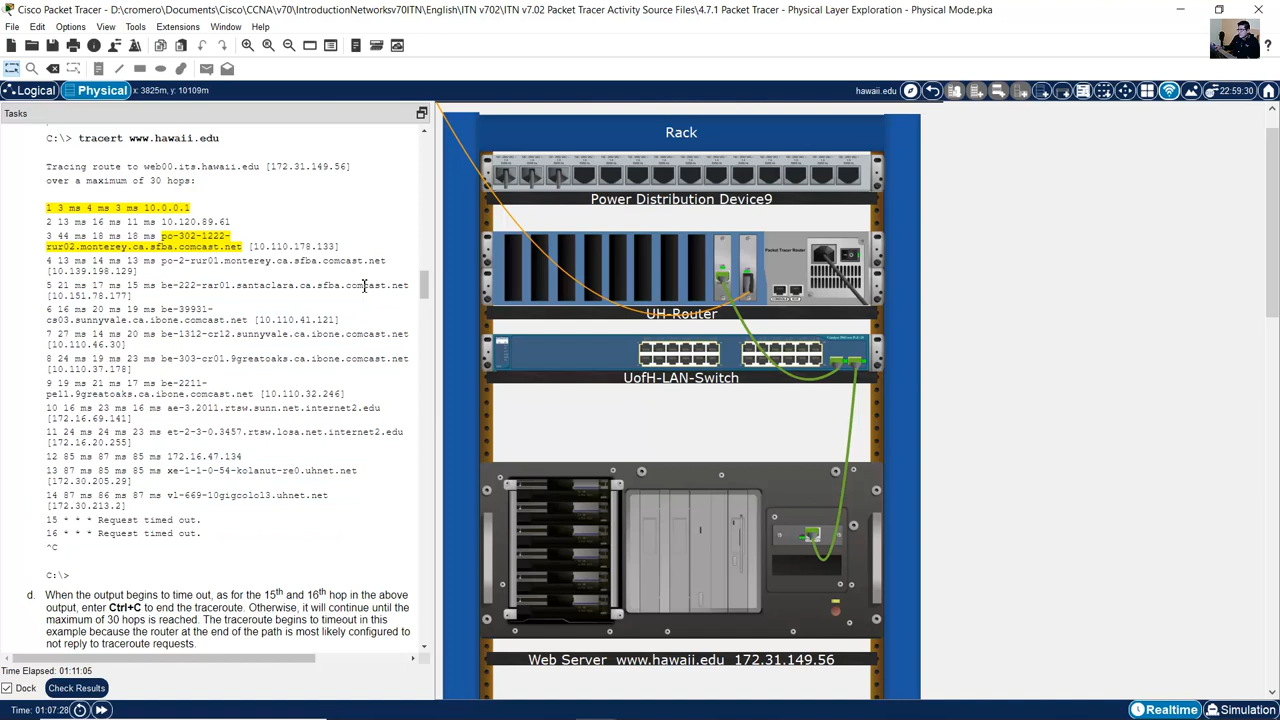 Cisco Packet Tracer - D:\cromero\Documents\Cisco\CCNA\v70\IntroductionNetworksv70ITN\English\ITN v702\ITN v7.02 Packet Tracer Activity Source Files\4.7.1 Packet Tracer - Physical Layer Exploration - Physical Mode.pka
File Edit Options View Tools Extensions Window Help
Logical Physical x: 3825m, y: 10109m hawaii.edu 22:59:30
Tasks
C:\> tracert www.hawaii.edu
Tracing route to web00.its.hawaii.edu [172.31.149.56]
over a maximum of 30 hops:
1 3 ms 4 ms 3 ms 10.0.0.1
2 13 ms 16 ms 11 ms 10.120.89.61
3 44 ms 18 ms 18 ms po-302-1222-
rur02.monterey.ca.sfba.comcast.net [10.110.178.133]
4 13 ms 14 ms 13 ms po-2-rur01.monterey.ca.sfba.comcast.net
[10.139.198.129]
5 21 ms 17 ms 15 ms be-222-rar01.santaclara.ca.sfba.comcast.net
[10.151.78.177]
6 16 ms 20 ms 19 ms be-39931-
cs03.sunnyvale.ca.ibone.comcast.net [10.110.41.121]
7 27 ms 14 ms 20 ms be-1312-cr12.sunnyvale.ca.ibone.comcast.net
[10.110.46.30]
8 24 ms 19 ms 23 ms be-303-cr01.9greatoaks.ca.ibone.comcast.net
[10.110.37.178]
9 19 ms 21 ms 17 ms be-2211-
pe11.9greatoaks.ca.ibone.comcast.net [10.110.32.246]
10 16 ms 23 ms 16 ms ae-3.2011.rtsw.sunn.net.internet2.edu
[172.16.69.141]
11 24 ms 24 ms 23 ms et-2-3-0.3457.rtsw.losa.net.internet2.edu
[172.16.20.255]
12 85 ms 87 ms 85 ms 172.16.47.134
13 87 ms 85 ms 85 ms xe-1-1-0-54-kolanut-re0.uhnet.net
[172.30.205.29]
14 87 ms 86 ms 87 ms vl-669-10gigcolol3.uhnet.net
[172.30.213.2]
15 * * * Request timed out.
16 * * * Request timed out.
^C
C:\>
d. When the output begins to time out, as for the 15th and 16th hop in the above
output, enter Ctrl+C to end the traceroute. Otherwise, it will continue until the
maximum of 30 hops is reached. The traceroute begins to timeout in this
example because the router at the end of the path is most likely configured to
not reply to traceroute requests.
Time Elapsed: 01:11:05
Dock Check Results
Time: 01:07:28 Realtime Simulation
Rack
Power Distribution Device9
Packet Tracer Router
UH-Router
UofH-LAN-Switch
Web Server www.hawaii.edu 172.31.149.56